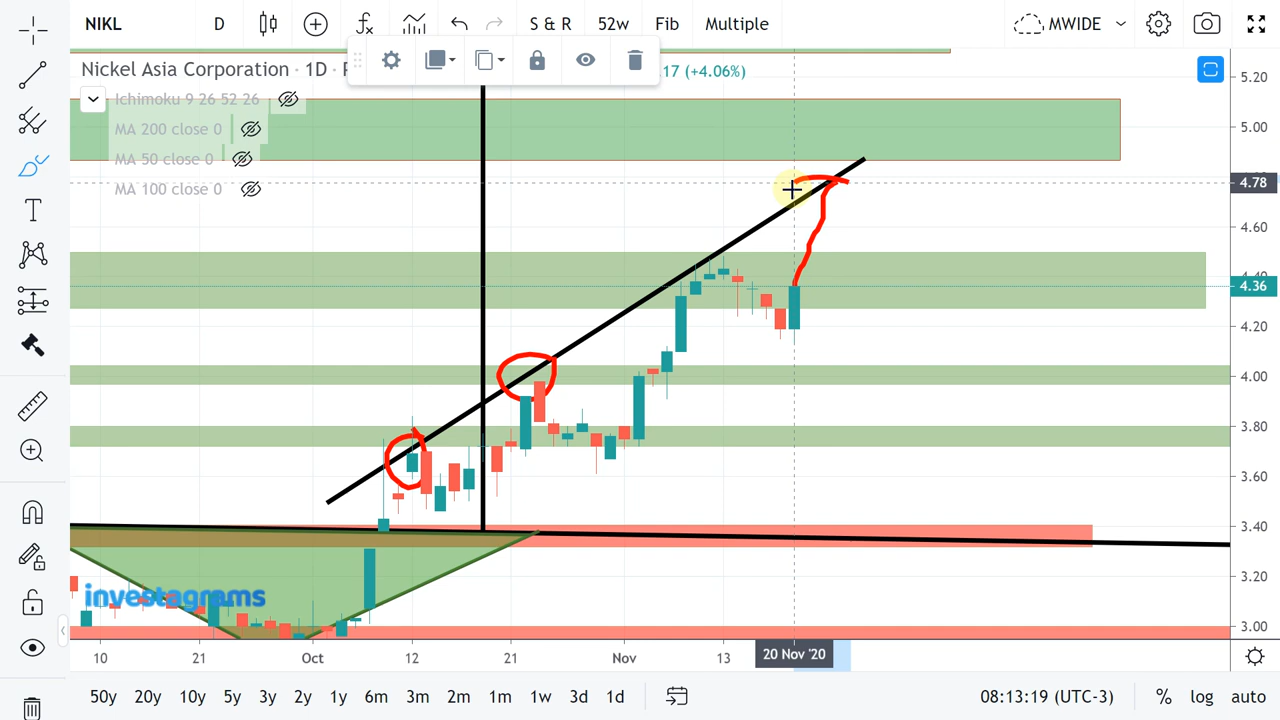 NIKL D S & R 52w Fib Multiple MWIDE
Nickel Asia Corporation · 1D · .17 (+4.06%)
Ichimoku 9 26 52 26
MA 200 close 0
MA 50 close 0
MA 100 close 0
5.20
5.00
4.78
4.60
4.40
4.36
4.20
4.00
3.80
3.60
3.40
3.20
3.00
investagrams
10 21 Oct 12 21 Nov 13 20 Nov '20
50y 20y 10y 5y 3y 2y 1y 6m 3m 2m 1m 1w 3d 1d 08:13:19 (UTC-3) % log auto